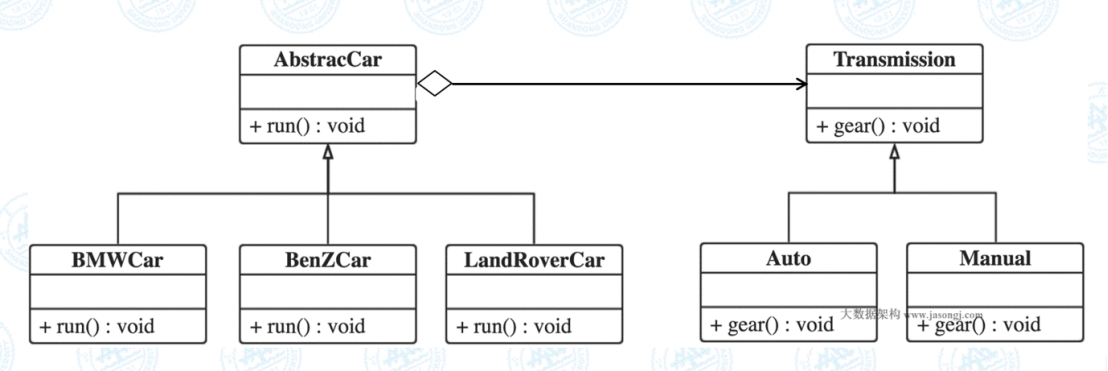 AbstracCar
+ run() : void
Transmission
+ gear() : void
BMWCar
+ run() : void
BenZCar
+ run() : void
LandRoverCar
+ run() : void
Auto
+ gear() : void
Manual
+ gear() : void
大数据架构 www.jasongj.com